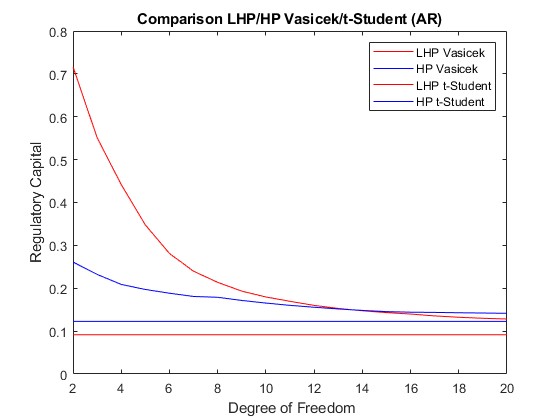 Comparison LHP/HP Vasicek/t-Student (AR)
LHP Vasicek
HP Vasicek
LHP t-Student
HP t-Student
Regulatory Capital
0.8
0.7
0.6
0.5
0.4
0.3
0.2
0.1
0
2 4 6 8 10 12 14 16 18 20
Degree of Freedom